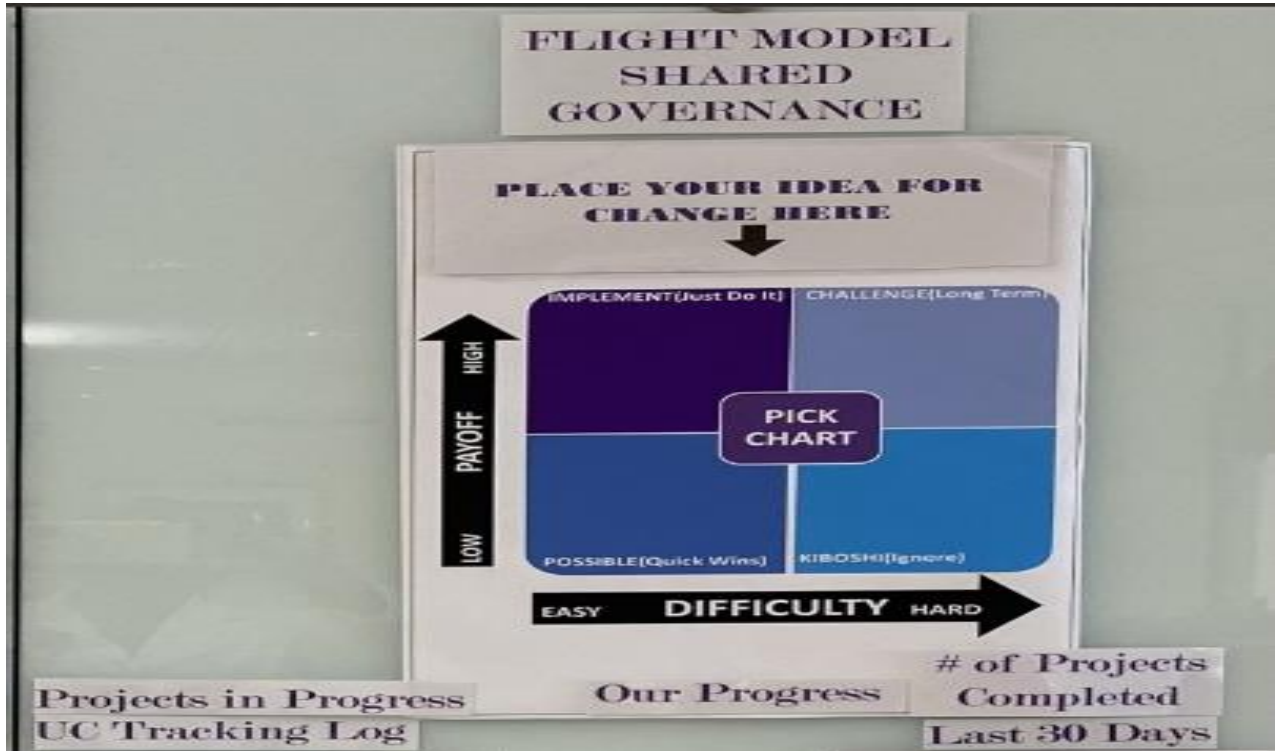 FLIGHT MODEL
SHARED
GOVERNANCE
PLACE YOUR IDEA FOR
CHANGE HERE
IMPLEMENT(Just Do It)
CHALLENGE(Long Term)
HIGH
PAYOFF
LOW
PICK
CHART
POSSIBLE(Quick Wins)
KIBOSH(Ignore)
EASY
DIFFICULTY
HARD
Projects in Progress
UC Tracking Log
Our Progress
# of Projects
Completed
Last 30 Days